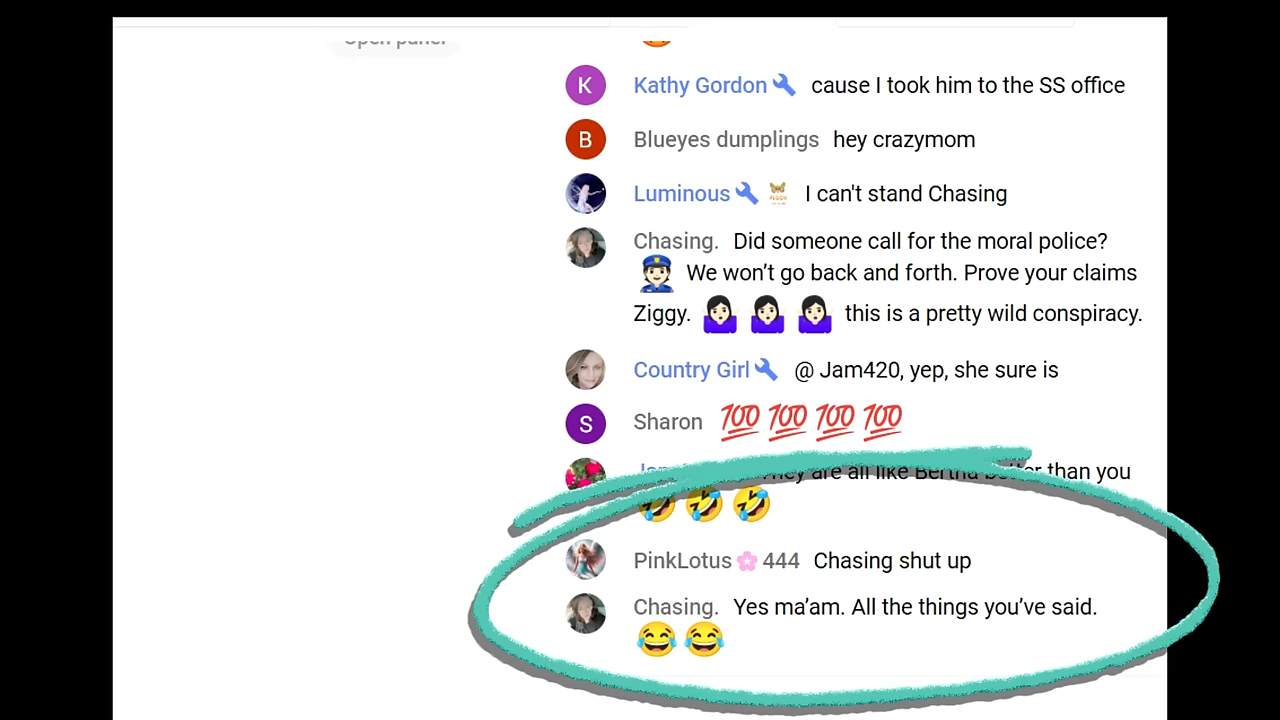 Open panel
Kathy Gordon cause I took him to the SS office
Blueyes dumplings hey crazymom
Luminous I can't stand Chasing
Chasing. Did someone call for the moral police?
We won’t go back and forth. Prove your claims
Ziggy. this is a pretty wild conspiracy.
Country Girl @ Jam420, yep, she sure is
Sharon 💯 💯 💯 💯
They are all like better than you
PinkLotus🌸444 Chasing shut up
Chasing. Yes ma’am. All the things you’ve said.
K
B
S